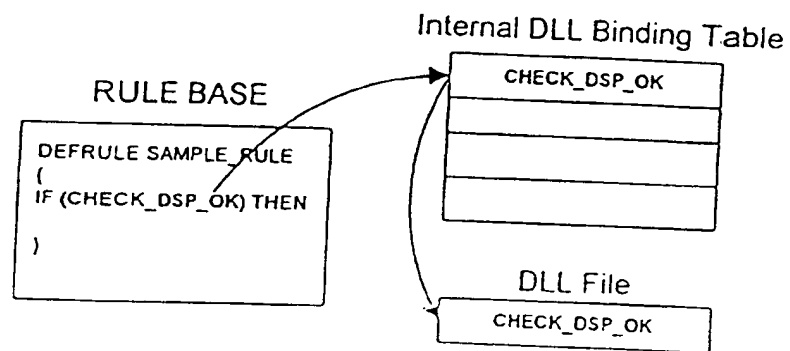 Internal DLL Binding Table
CHECK_DSP_OK
RULE BASE
DEFRULE SAMPLE_RULE
(
IF (CHECK_DSP_OK) THEN
)
DLL File
CHECK_DSP_OK